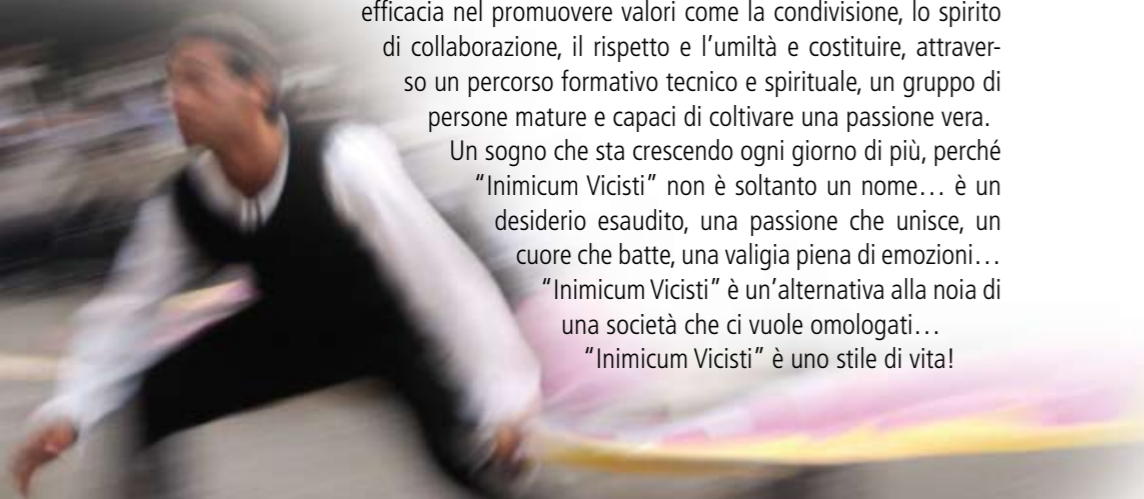 efficacia nel promuovere valori come la condivisione, lo spirito
di collaborazione, il rispetto e l’umiltà e costituire, attraver-
so un percorso formativo tecnico e spirituale, un gruppo di
persone mature e capaci di coltivare una passione vera.
Un sogno che sta crescendo ogni giorno di più, perché
“Inimicum Vicisti” non è soltanto un nome… è un
desiderio esaudito, una passione che unisce, un
cuore che batte, una valigia piena di emozioni…
“Inimicum Vicisti” è un’alternativa alla noia di
una società che ci vuole omologati…
“Inimicum Vicisti” è uno stile di vita!